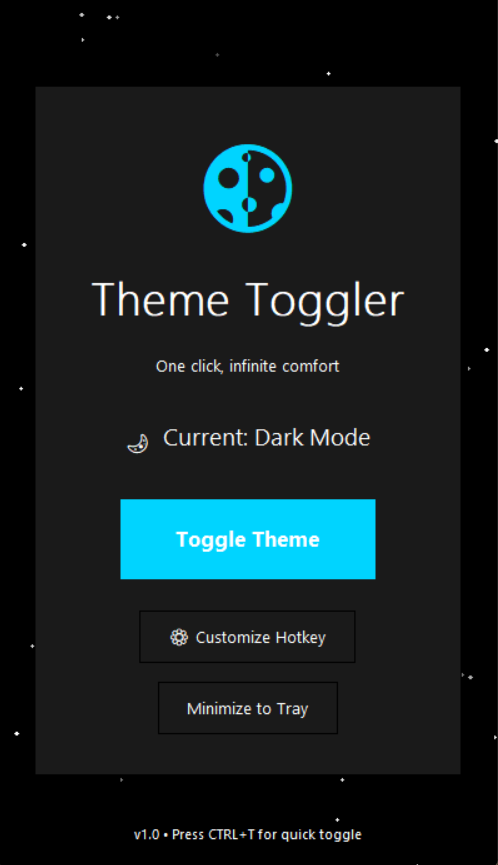 Theme Toggler
One click, infinite comfort
Current: Dark Mode
Toggle Theme
Customize Hotkey
Minimize to Tray
v1.0 • Press CTRL+T for quick toggle